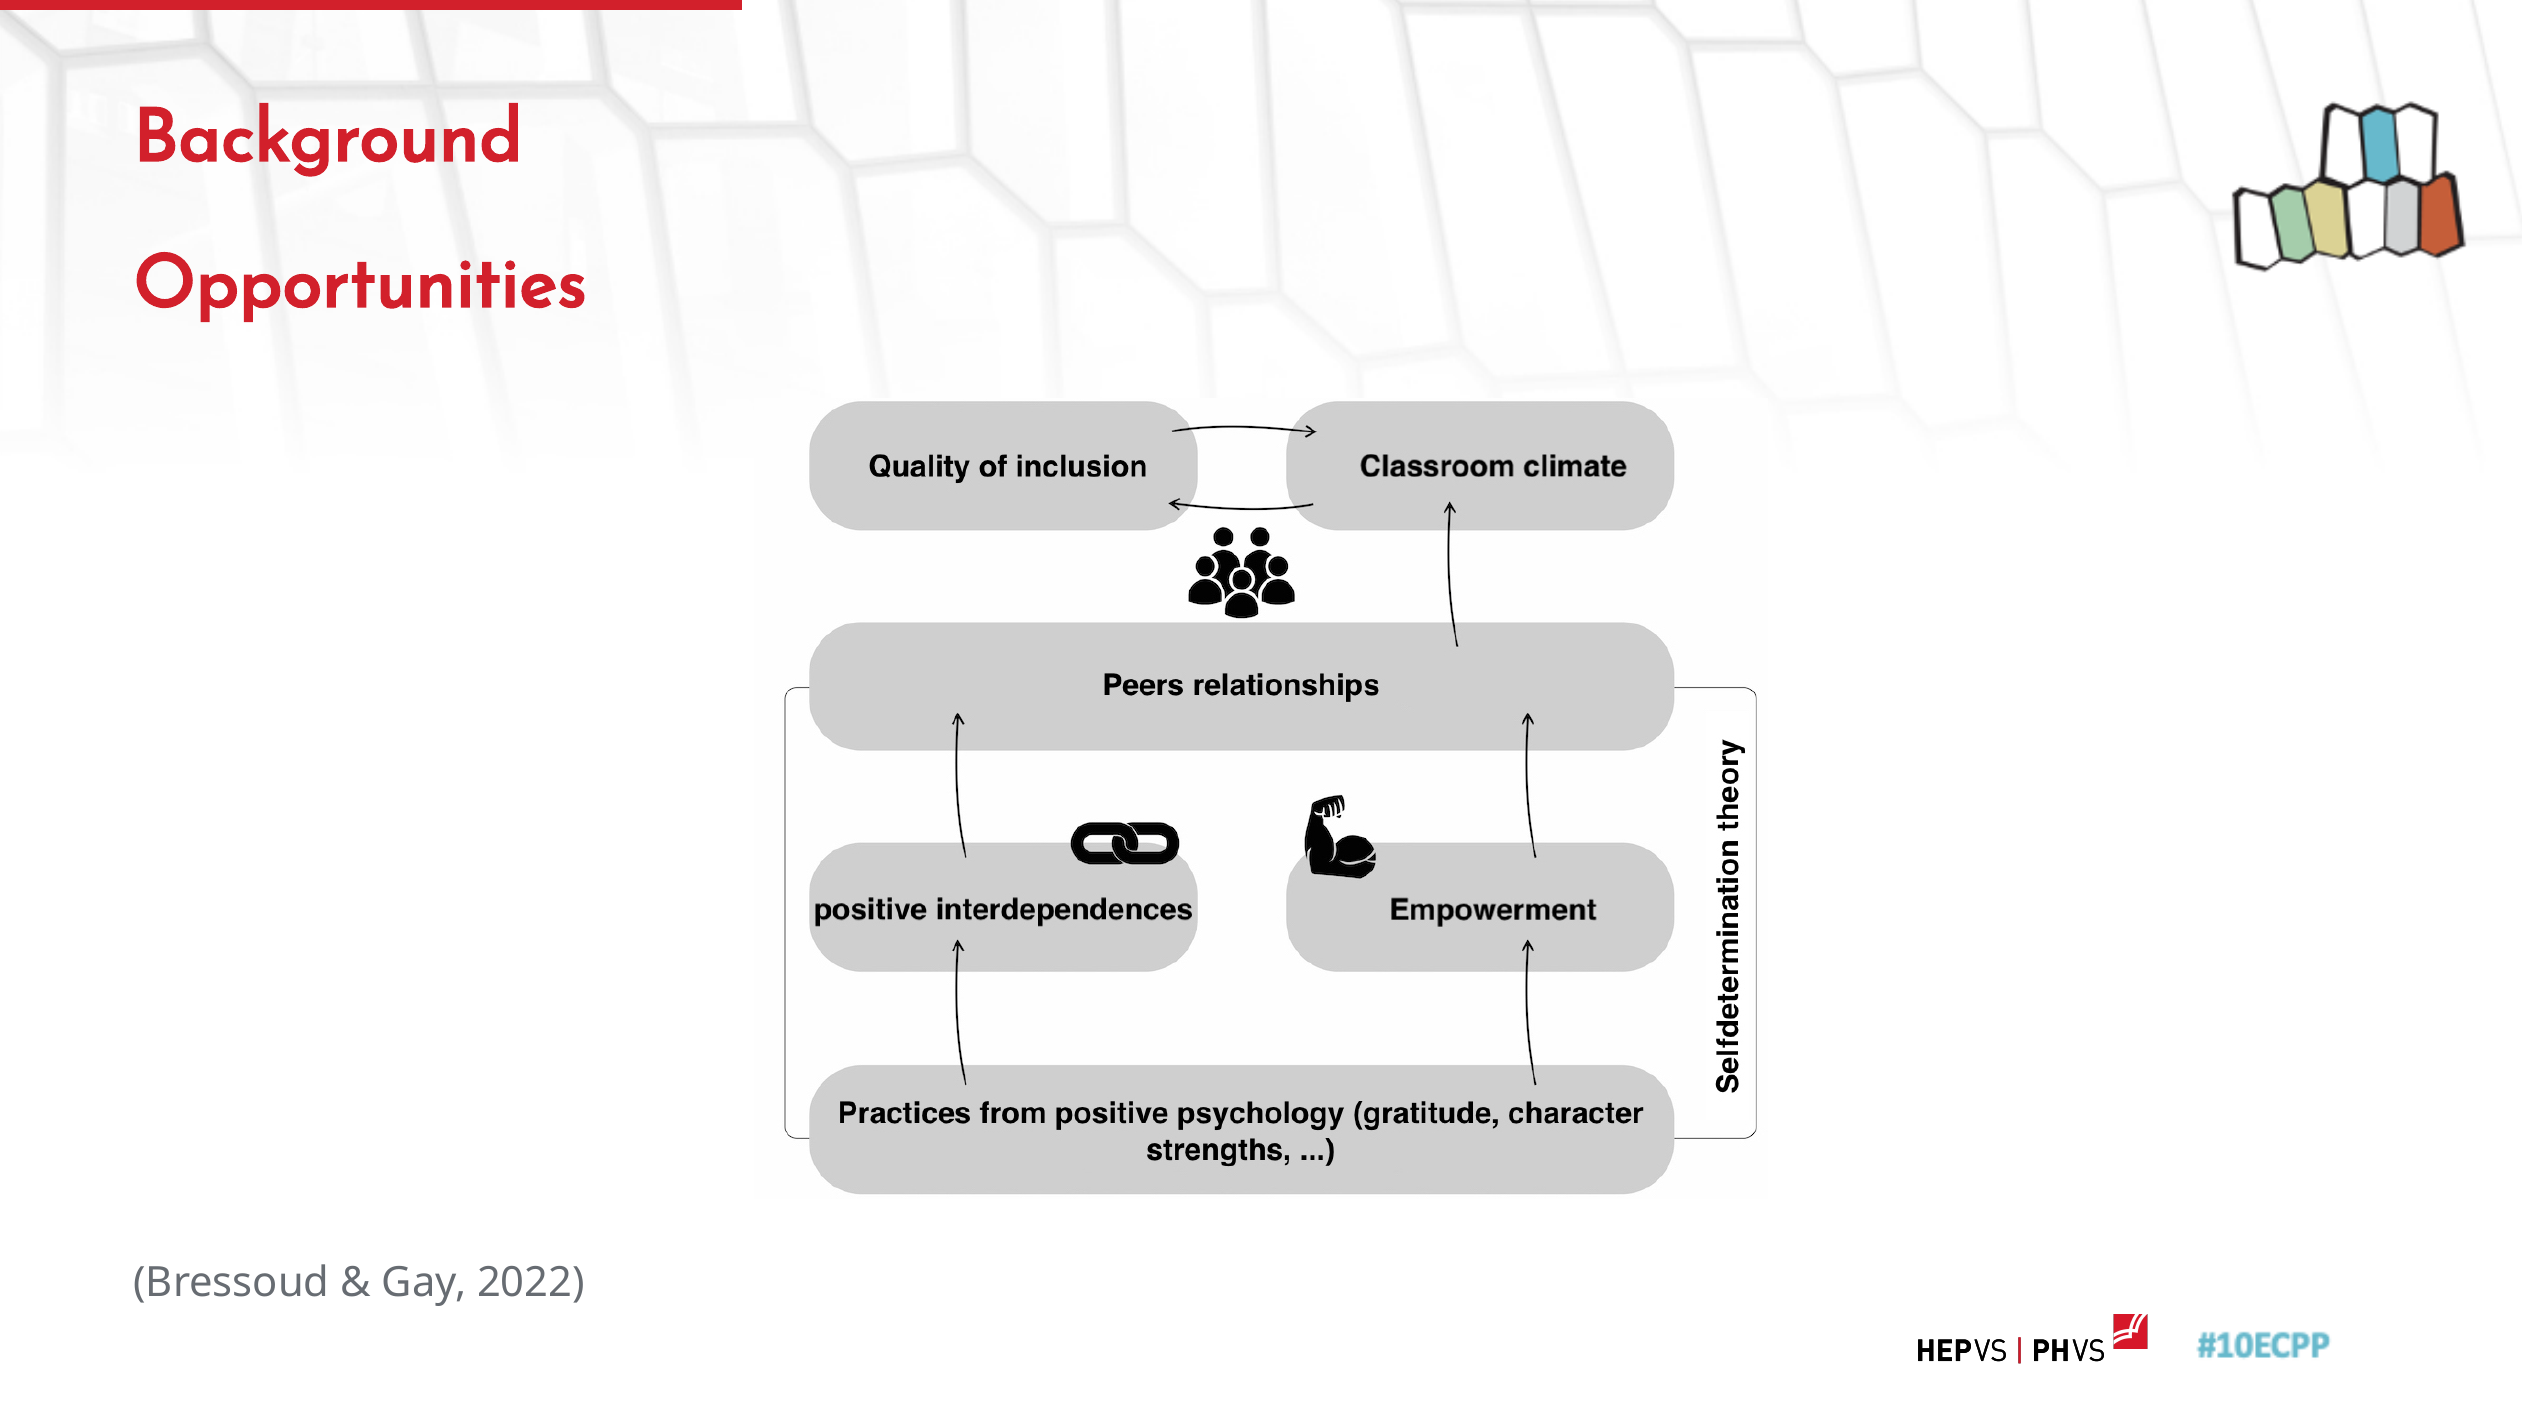 Background
Opportunities
Quality of inclusion
Classroom climate
Peers relationships
positive interdependences
Empowerment
Selfdetermination theory
Practices from positive psychology (gratitude, character
strengths, ...)
(Bressoud & Gay, 2022)
HEPVS | PHVS
#10ECPP